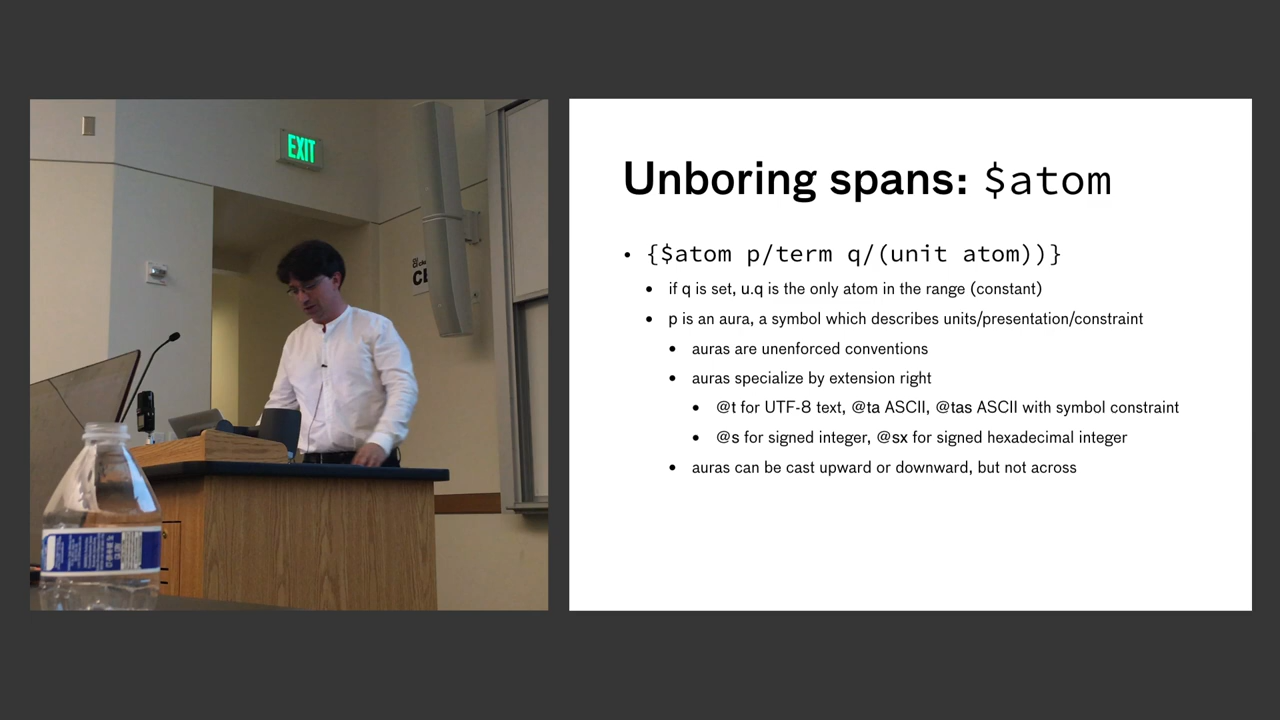 EXIT
Unboring spans: $atom
• {$atom p/term q/(unit atom))}
• if q is set, u.q is the only atom in the range (constant)
• p is an aura, a symbol which describes units/presentation/constraint
• auras are unenforced conventions
• auras specialize by extension right
• @t for UTF-8 text, @ta ASCII, @tas ASCII with symbol constraint
• @s for signed integer, @sx for signed hexadecimal integer
• auras can be cast upward or downward, but not across